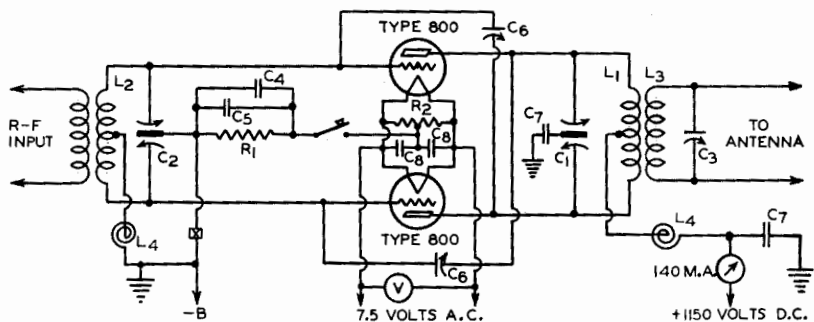 TYPE 800
C6
L2
C4
C5
R1
C2
R-F
INPUT
R2
C8
C8
C7
C1
L1
L3
C3
TO
ANTENNA
TYPE 800
L4
C6
L4
C7
140 M.A.
-B
V
7.5 VOLTS A.C.
+1150 VOLTS D.C.